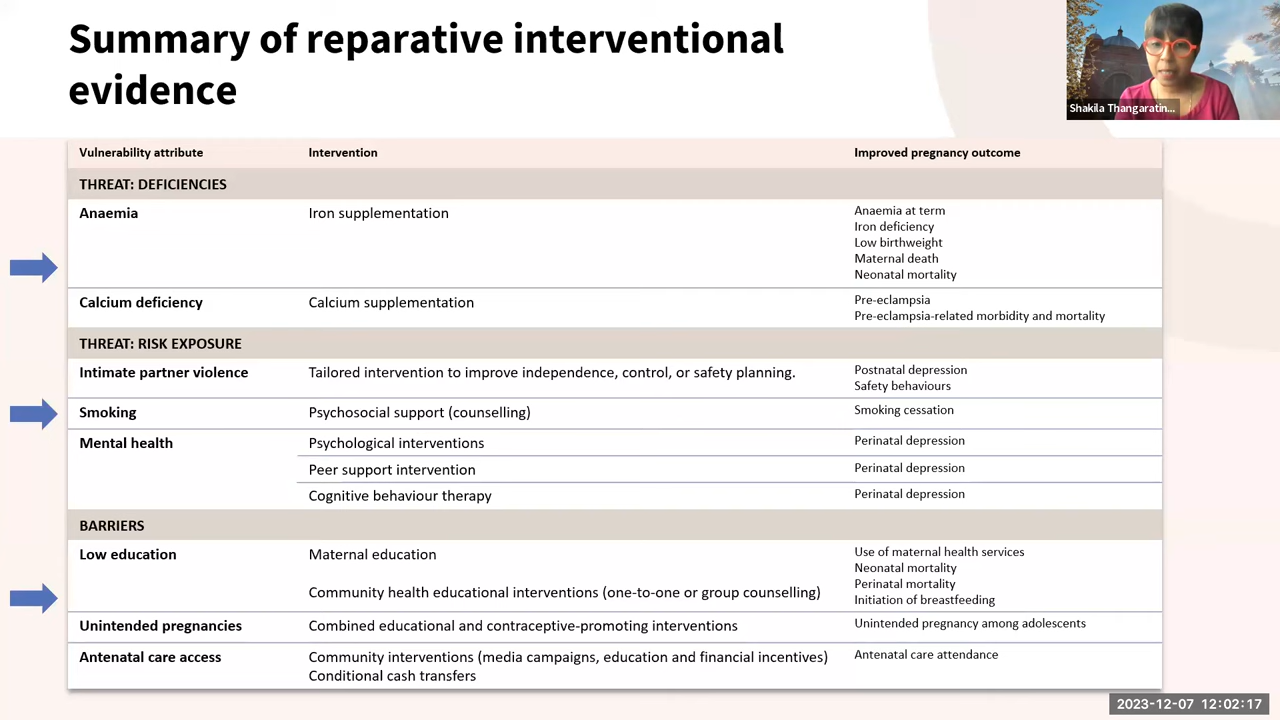 Summary of reparative interventional
evidence
Shakila Thangaratin...
Vulnerability attribute Intervention Improved pregnancy outcome
THREAT: DEFICIENCIES
Anaemia Iron supplementation Anaemia at term
Iron deficiency
Low birthweight
Maternal death
Neonatal mortality
Calcium deficiency Calcium supplementation Pre-eclampsia
Pre-eclampsia-related morbidity and mortality
THREAT: RISK EXPOSURE
Intimate partner violence Tailored intervention to improve independence, control, or safety planning. Postnatal depression
Safety behaviours
Smoking Psychosocial support (counselling) Smoking cessation
Mental health Psychological interventions Perinatal depression
Peer support intervention Perinatal depression
Cognitive behaviour therapy Perinatal depression
BARRIERS
Low education Maternal education Use of maternal health services
Neonatal mortality
Perinatal mortality
Community health educational interventions (one-to-one or group counselling) Initiation of breastfeeding
Unintended pregnancies Combined educational and contraceptive-promoting interventions Unintended pregnancy among adolescents
Antenatal care access Community interventions (media campaigns, education and financial incentives) Antenatal care attendance
Conditional cash transfers
2023-12-07 12:02:17